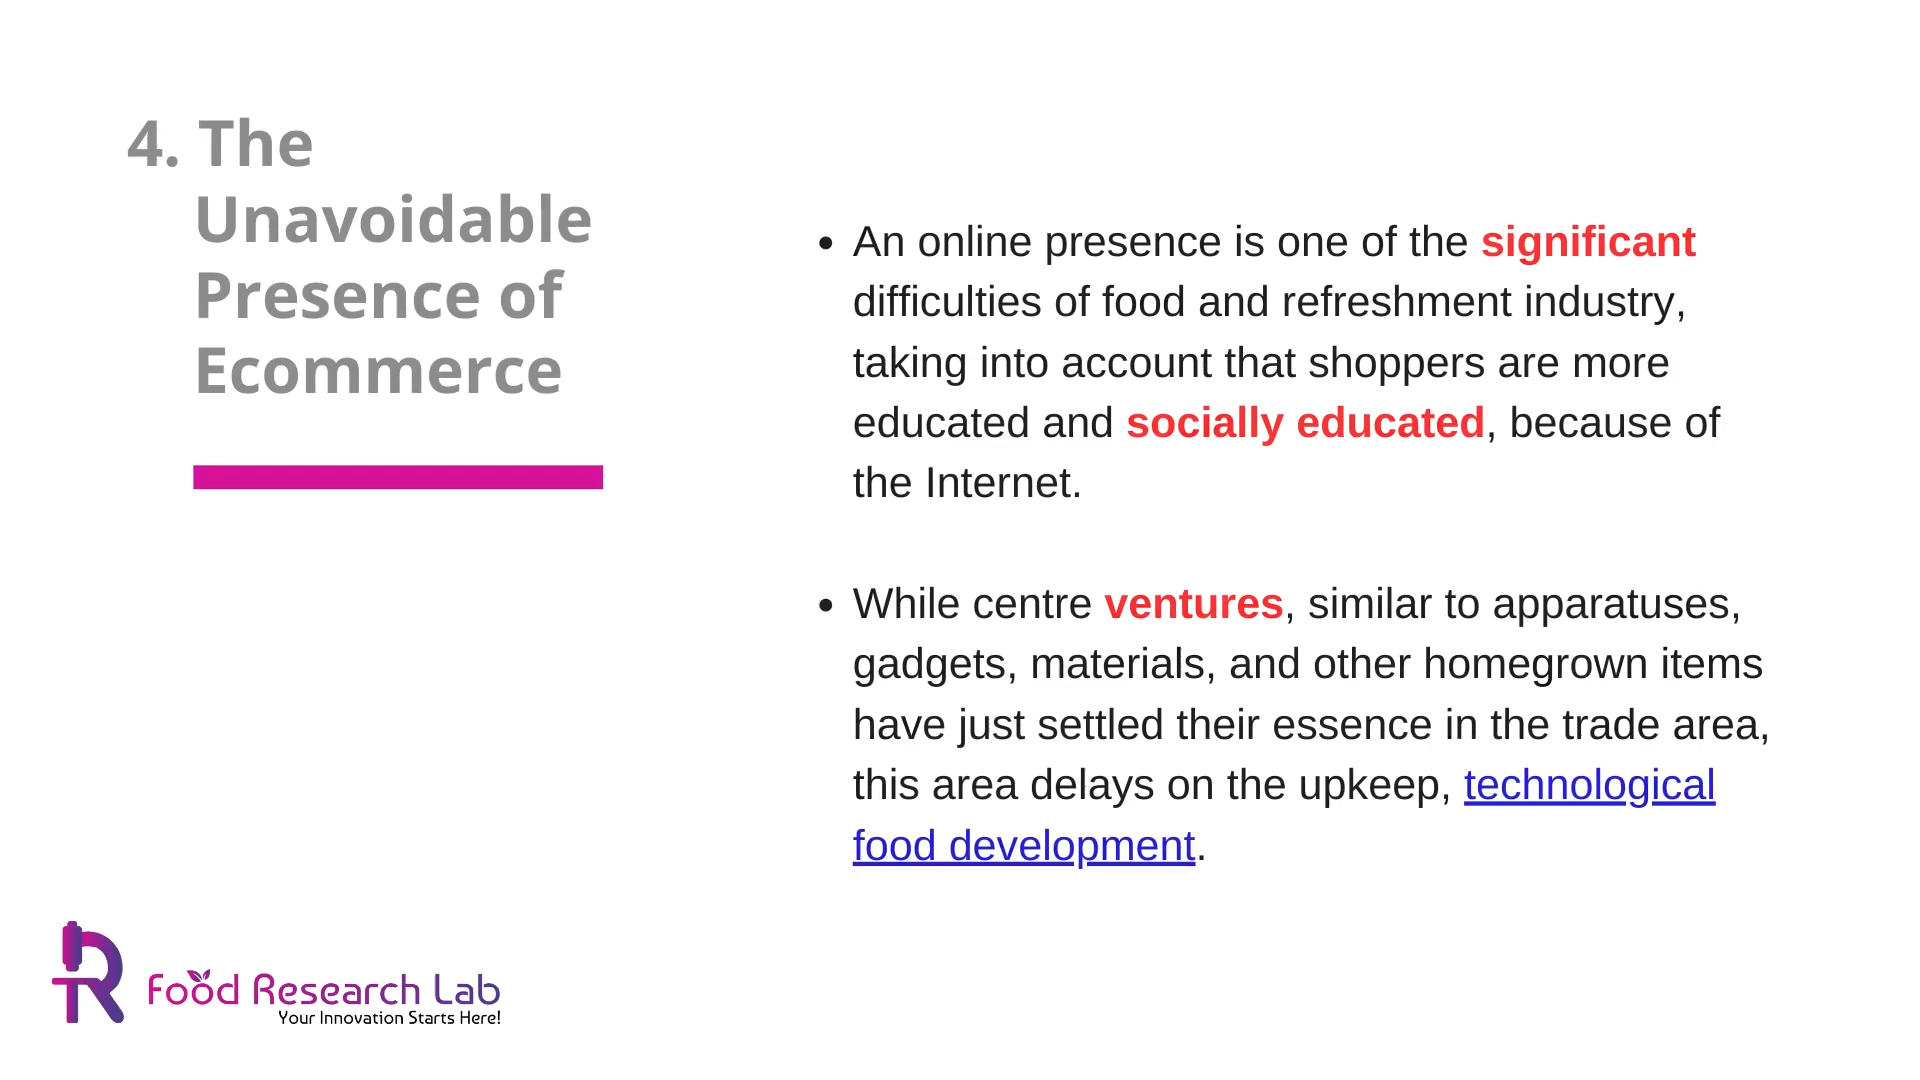 4. The
Unavoidable
Presence of
Ecommerce
• An online presence is one of the significant
difficulties of food and refreshment industry,
taking into account that shoppers are more
educated and socially educated, because of
the Internet.
• While centre ventures, similar to apparatuses,
gadgets, materials, and other homegrown items
have just settled their essence in the trade area,
this area delays on the upkeep, technological
food development.
Food Research Lab
Your Innovation Starts Here!